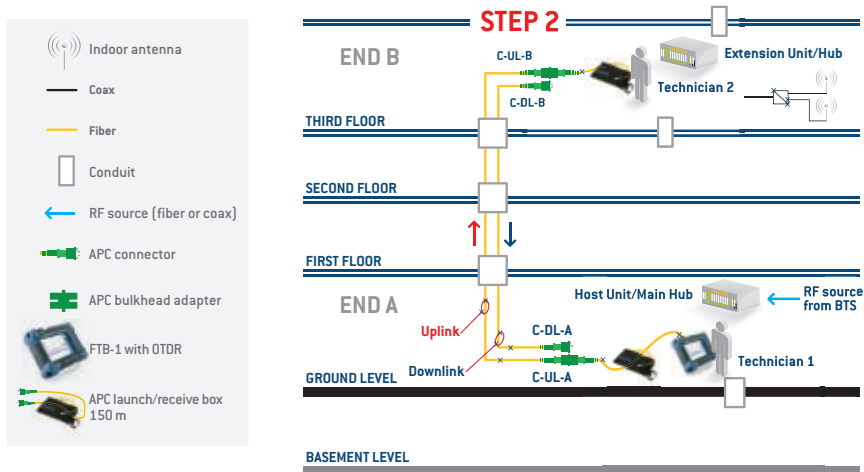 STEP 2
Indoor antenna
Coax
Fiber
Conduit
RF source (fiber or coax)
APC connector
APC bulkhead adapter
FTB-1 with OTDR
APC launch/receive box
150 m
END B
C-UL-B
C-DL-B
Extension Unit/Hub
Technician 2
THIRD FLOOR
SECOND FLOOR
FIRST FLOOR
END A
Host Unit/Main Hub
RF source
from BTS
Uplink
C-DL-A
Downlink
C-UL-A
Technician 1
GROUND LEVEL
BASEMENT LEVEL